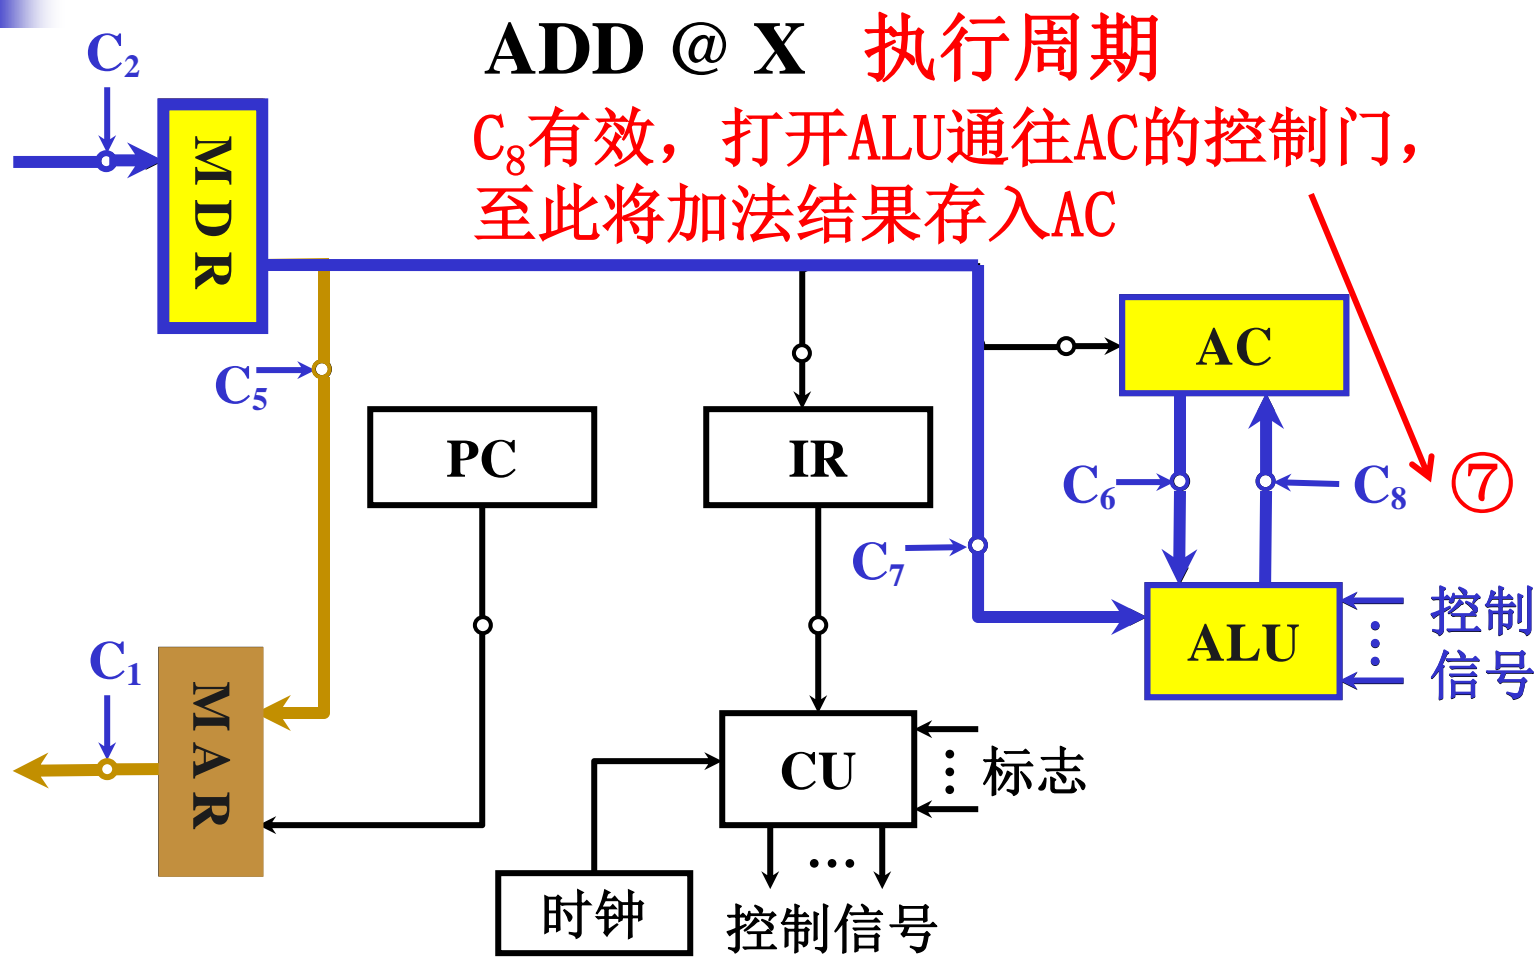 ADD @ X 执行周期
C8有效，打开ALU通往AC的控制门，
至此将加法结果存入AC
C2
MDR
AC
C5
PC
IR
C6
C8
⑦
C7
ALU
控制
信号
C1
MAR
CU
标志
时钟
控制信号